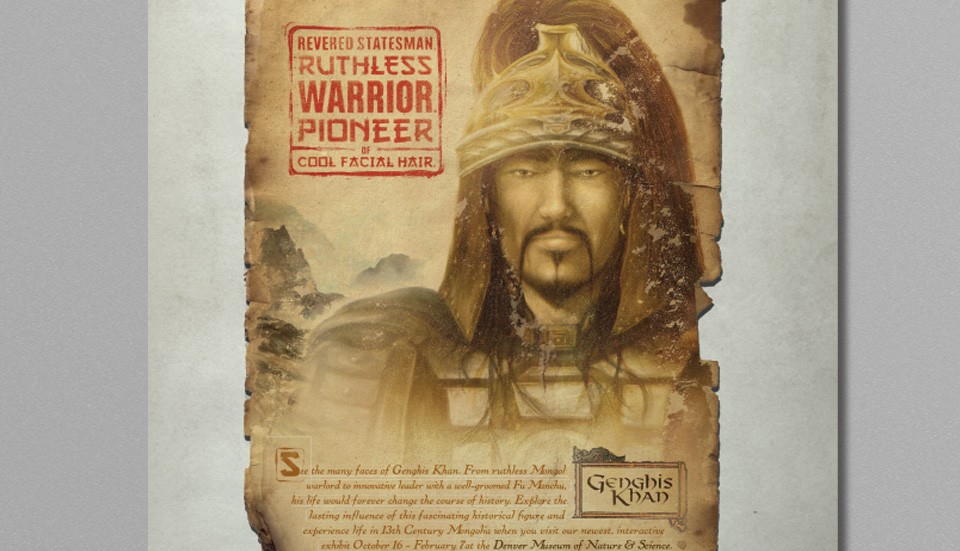 REVERED STATESMAN.
RUTHLESS
WARRIOR.
PIONEER
OF
COOL FACIAL HAIR.
See the many faces of Genghis Khan. From ruthless Mongol
warlord to innovative leader with a well-groomed Fu Manchu,
his life would forever change the course of history. Explore the
lasting influence of this fascinating historical figure and
experience life in 13th Century Mongolia when you visit our newest, interactive
exhibit October 16 - February 7 at the Denver Museum of Nature & Science.
GENGHIS
KHAN